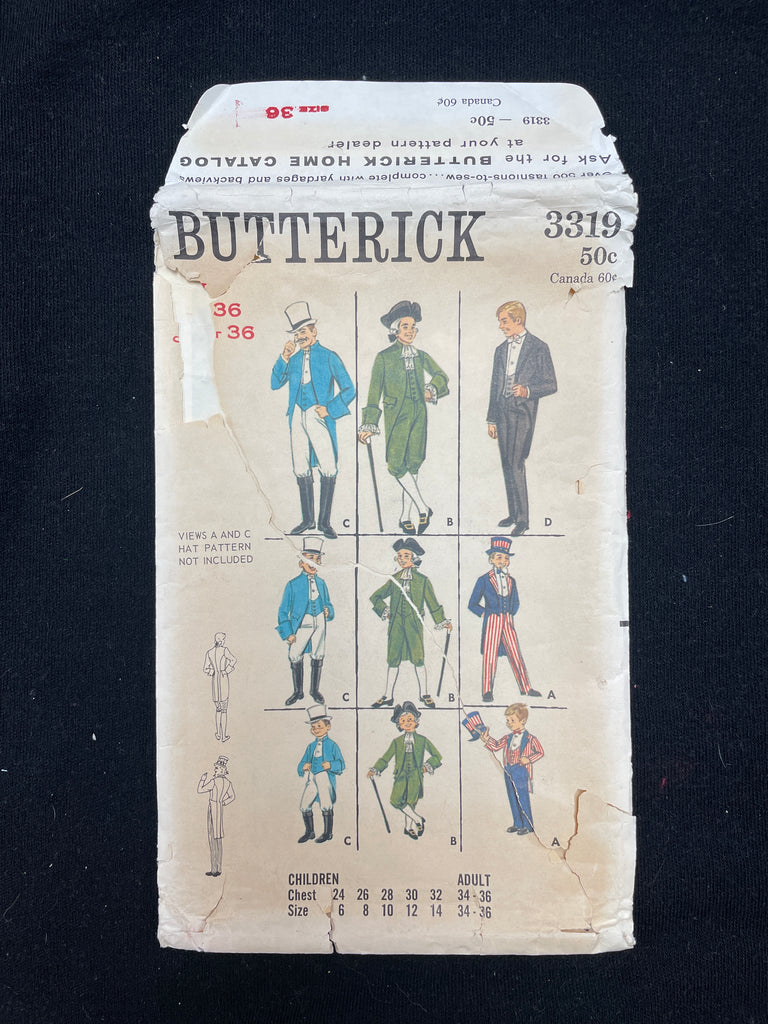 Over 500 fashions-to-sew, complete with yardages and backviews
Ask for the BUTTERICK HOME CATALOG
at your pattern dealer
3319 — 50c
Canada 60¢
SIZE 36
BUTTERICK
3319
50c
Canada 60¢
36
36
C
B
D
VIEWS A AND C
HAT PATTERN
NOT INCLUDED
C
B
A
C
B
A
CHILDREN ADULT
Chest 24 26 28 30 32 34-36
Size 6 8 10 12 14 34-36